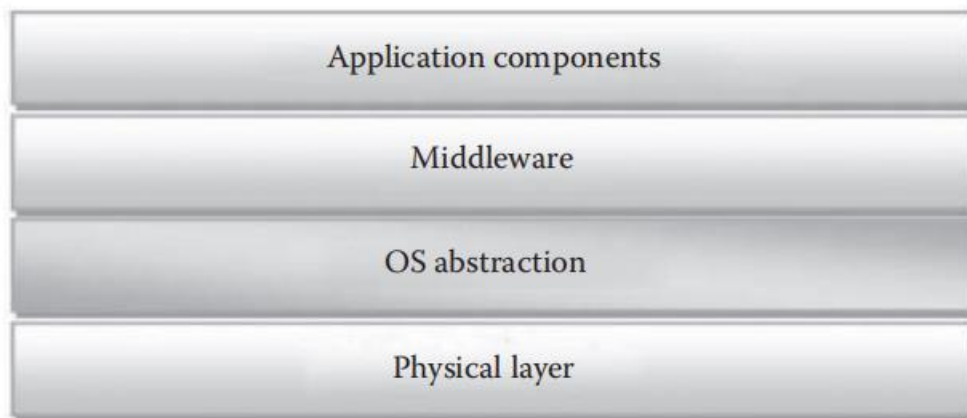 Application components
Middleware
OS abstraction
Physical layer